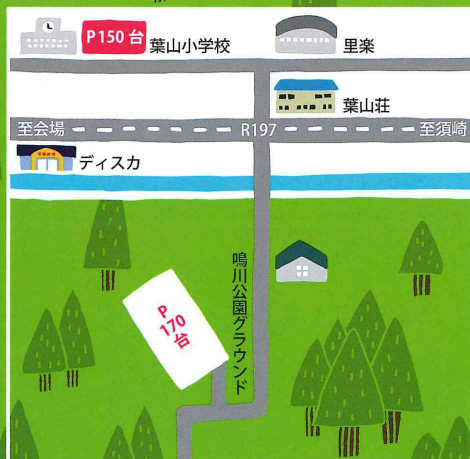 P150 台
葉山小学校
里楽
葉山荘
至会場
R197
至須崎
ディスカ
鳴川公園グラウンド
P
170
台